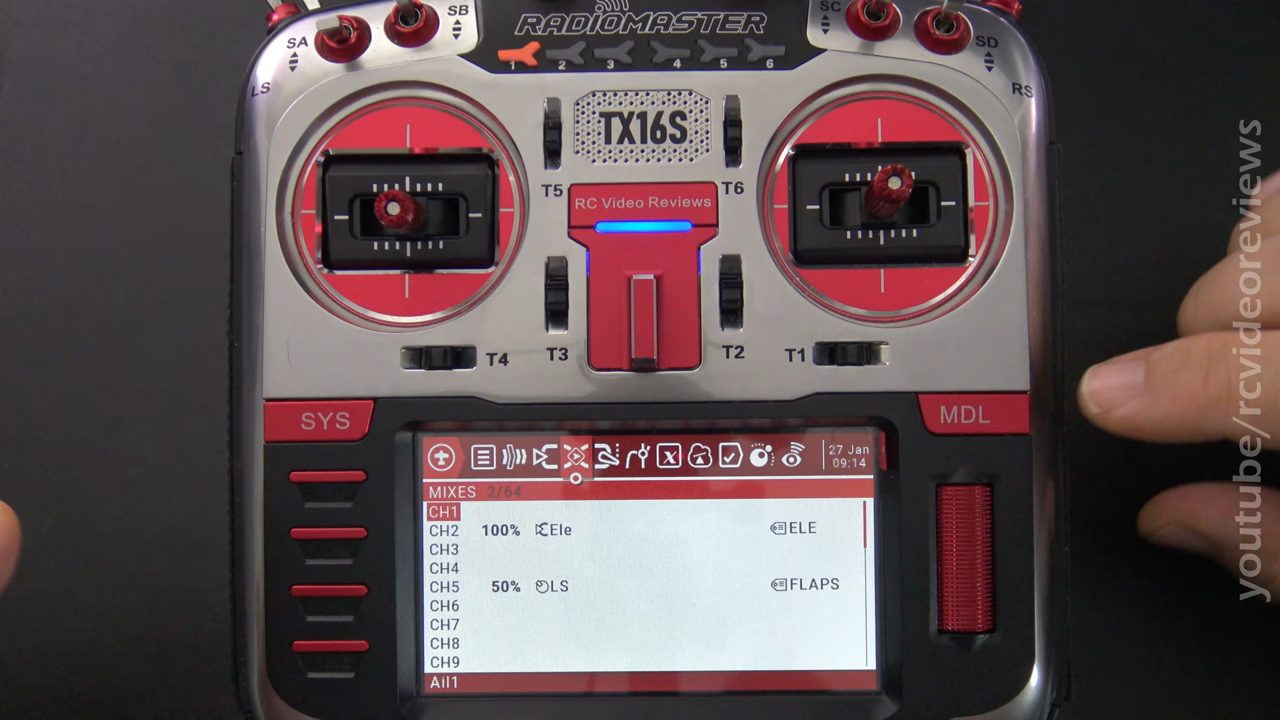 SA
SB
RADIOMASTER
SC
SD
LS
1 2 3 4 5 6
RS
TX16S
T5
T6
RC Video Reviews
T4
T3
T2
T1
SYS
MDL
27 Jan
09:14
MIXES 2/64
CH1
CH2 100% Ele ELE
CH3
CH4
CH5 50% LS FLAPS
CH6
CH7
CH8
CH9
Ail1
youtube/rcvideoreviews